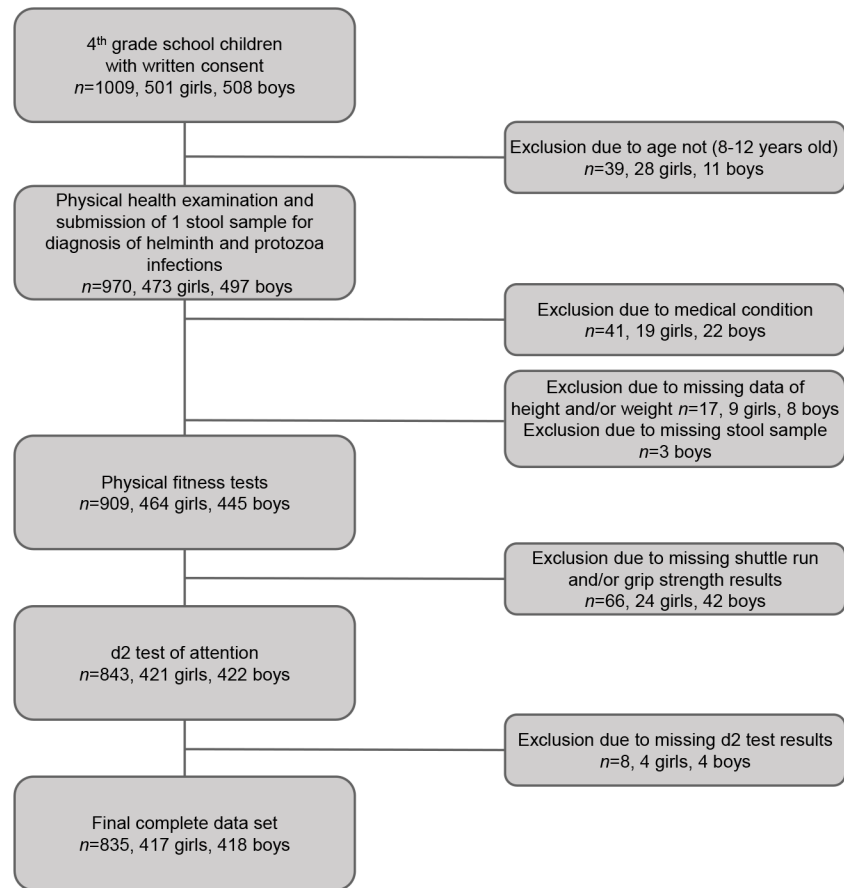 4th grade school children
with written consent
n=1009, 501 girls, 508 boys
Exclusion due to age not (8-12 years old)
n=39, 28 girls, 11 boys
Physical health examination and
submission of 1 stool sample for
diagnosis of helminth and protozoa
infections
n=970, 473 girls, 497 boys
Exclusion due to medical condition
n=41, 19 girls, 22 boys
Exclusion due to missing data of
height and/or weight n=17, 9 girls, 8 boys
Exclusion due to missing stool sample
n=3 boys
Physical fitness tests
n=909, 464 girls, 445 boys
Exclusion due to missing shuttle run
and/or grip strength results
n=66, 24 girls, 42 boys
d2 test of attention
n=843, 421 girls, 422 boys
Exclusion due to missing d2 test results
n=8, 4 girls, 4 boys
Final complete data set
n=835, 417 girls, 418 boys